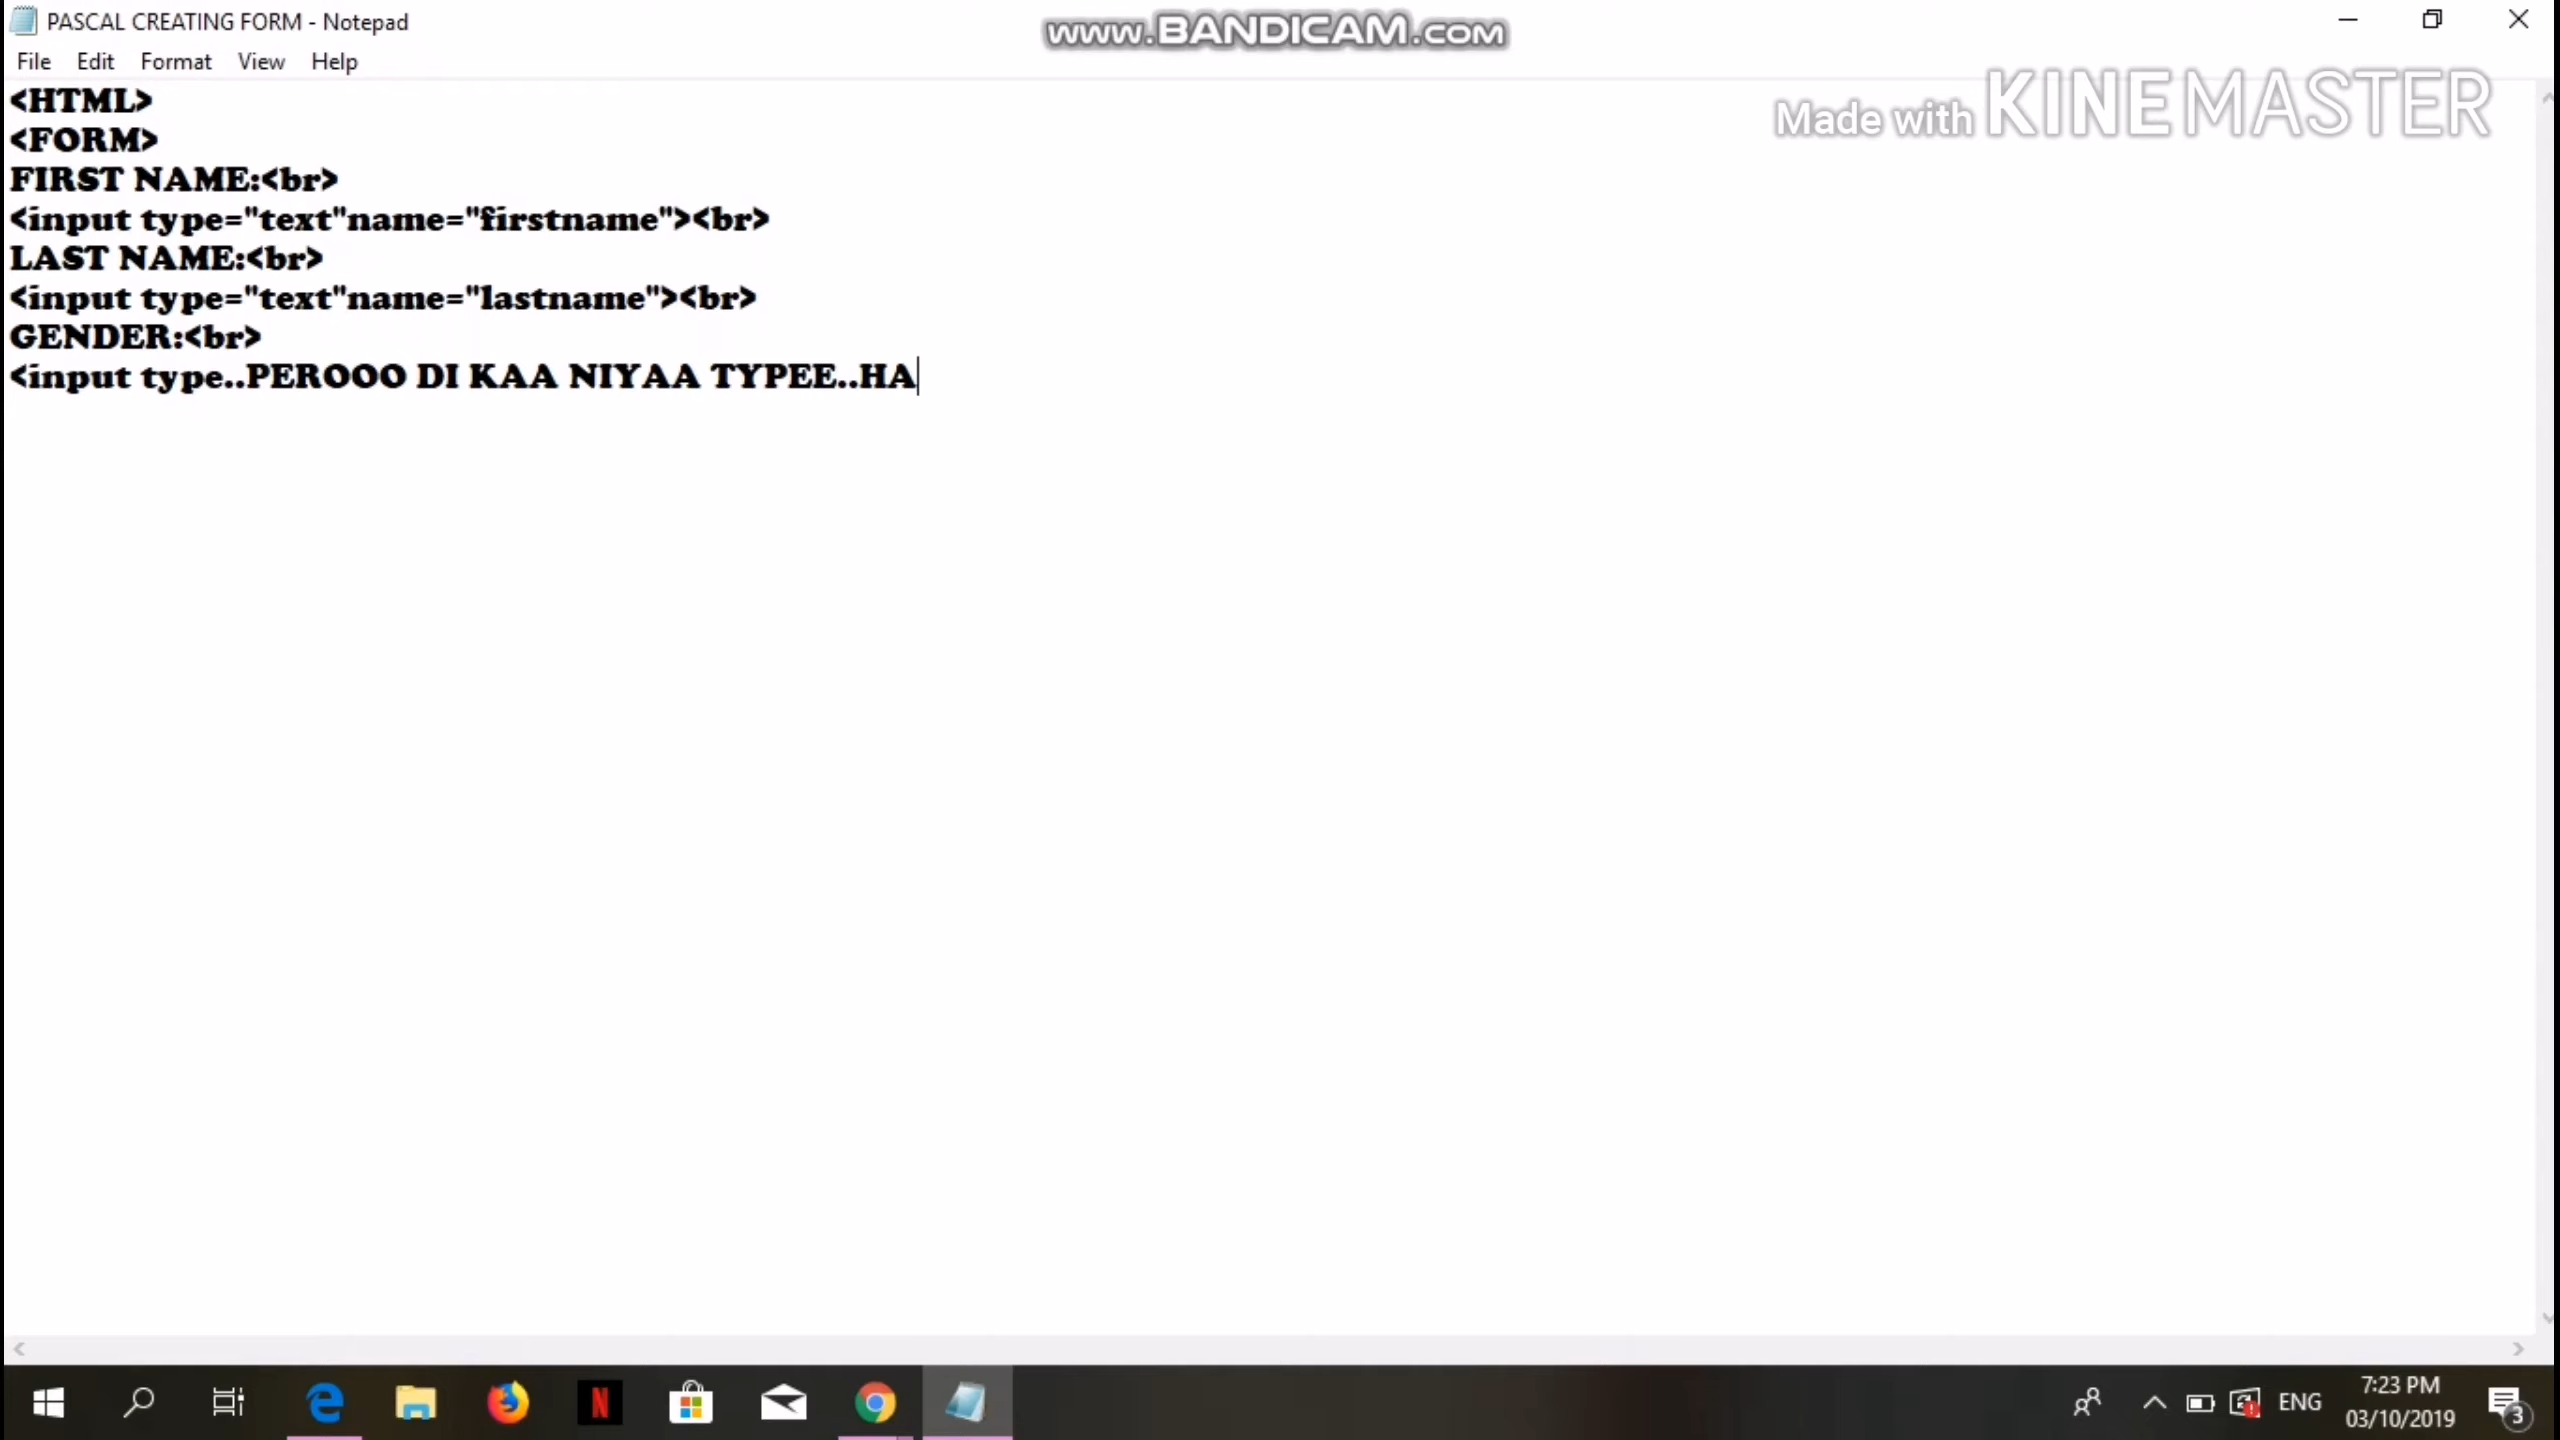 PASCAL CREATING FORM - Notepad
www.BANDICAM.com
File Edit Format View Help
Made with KINEMASTER
<HTML>
<FORM>
FIRST NAME:<br>
<input type="text"name="firstname"><br>
LAST NAME:<br>
<input type="text"name="lastname"><br>
GENDER:<br>
<input type..PEROOO DI KAA NIYAA TYPEE..HA
N
ENG
7:23 PM
03/10/2019
3